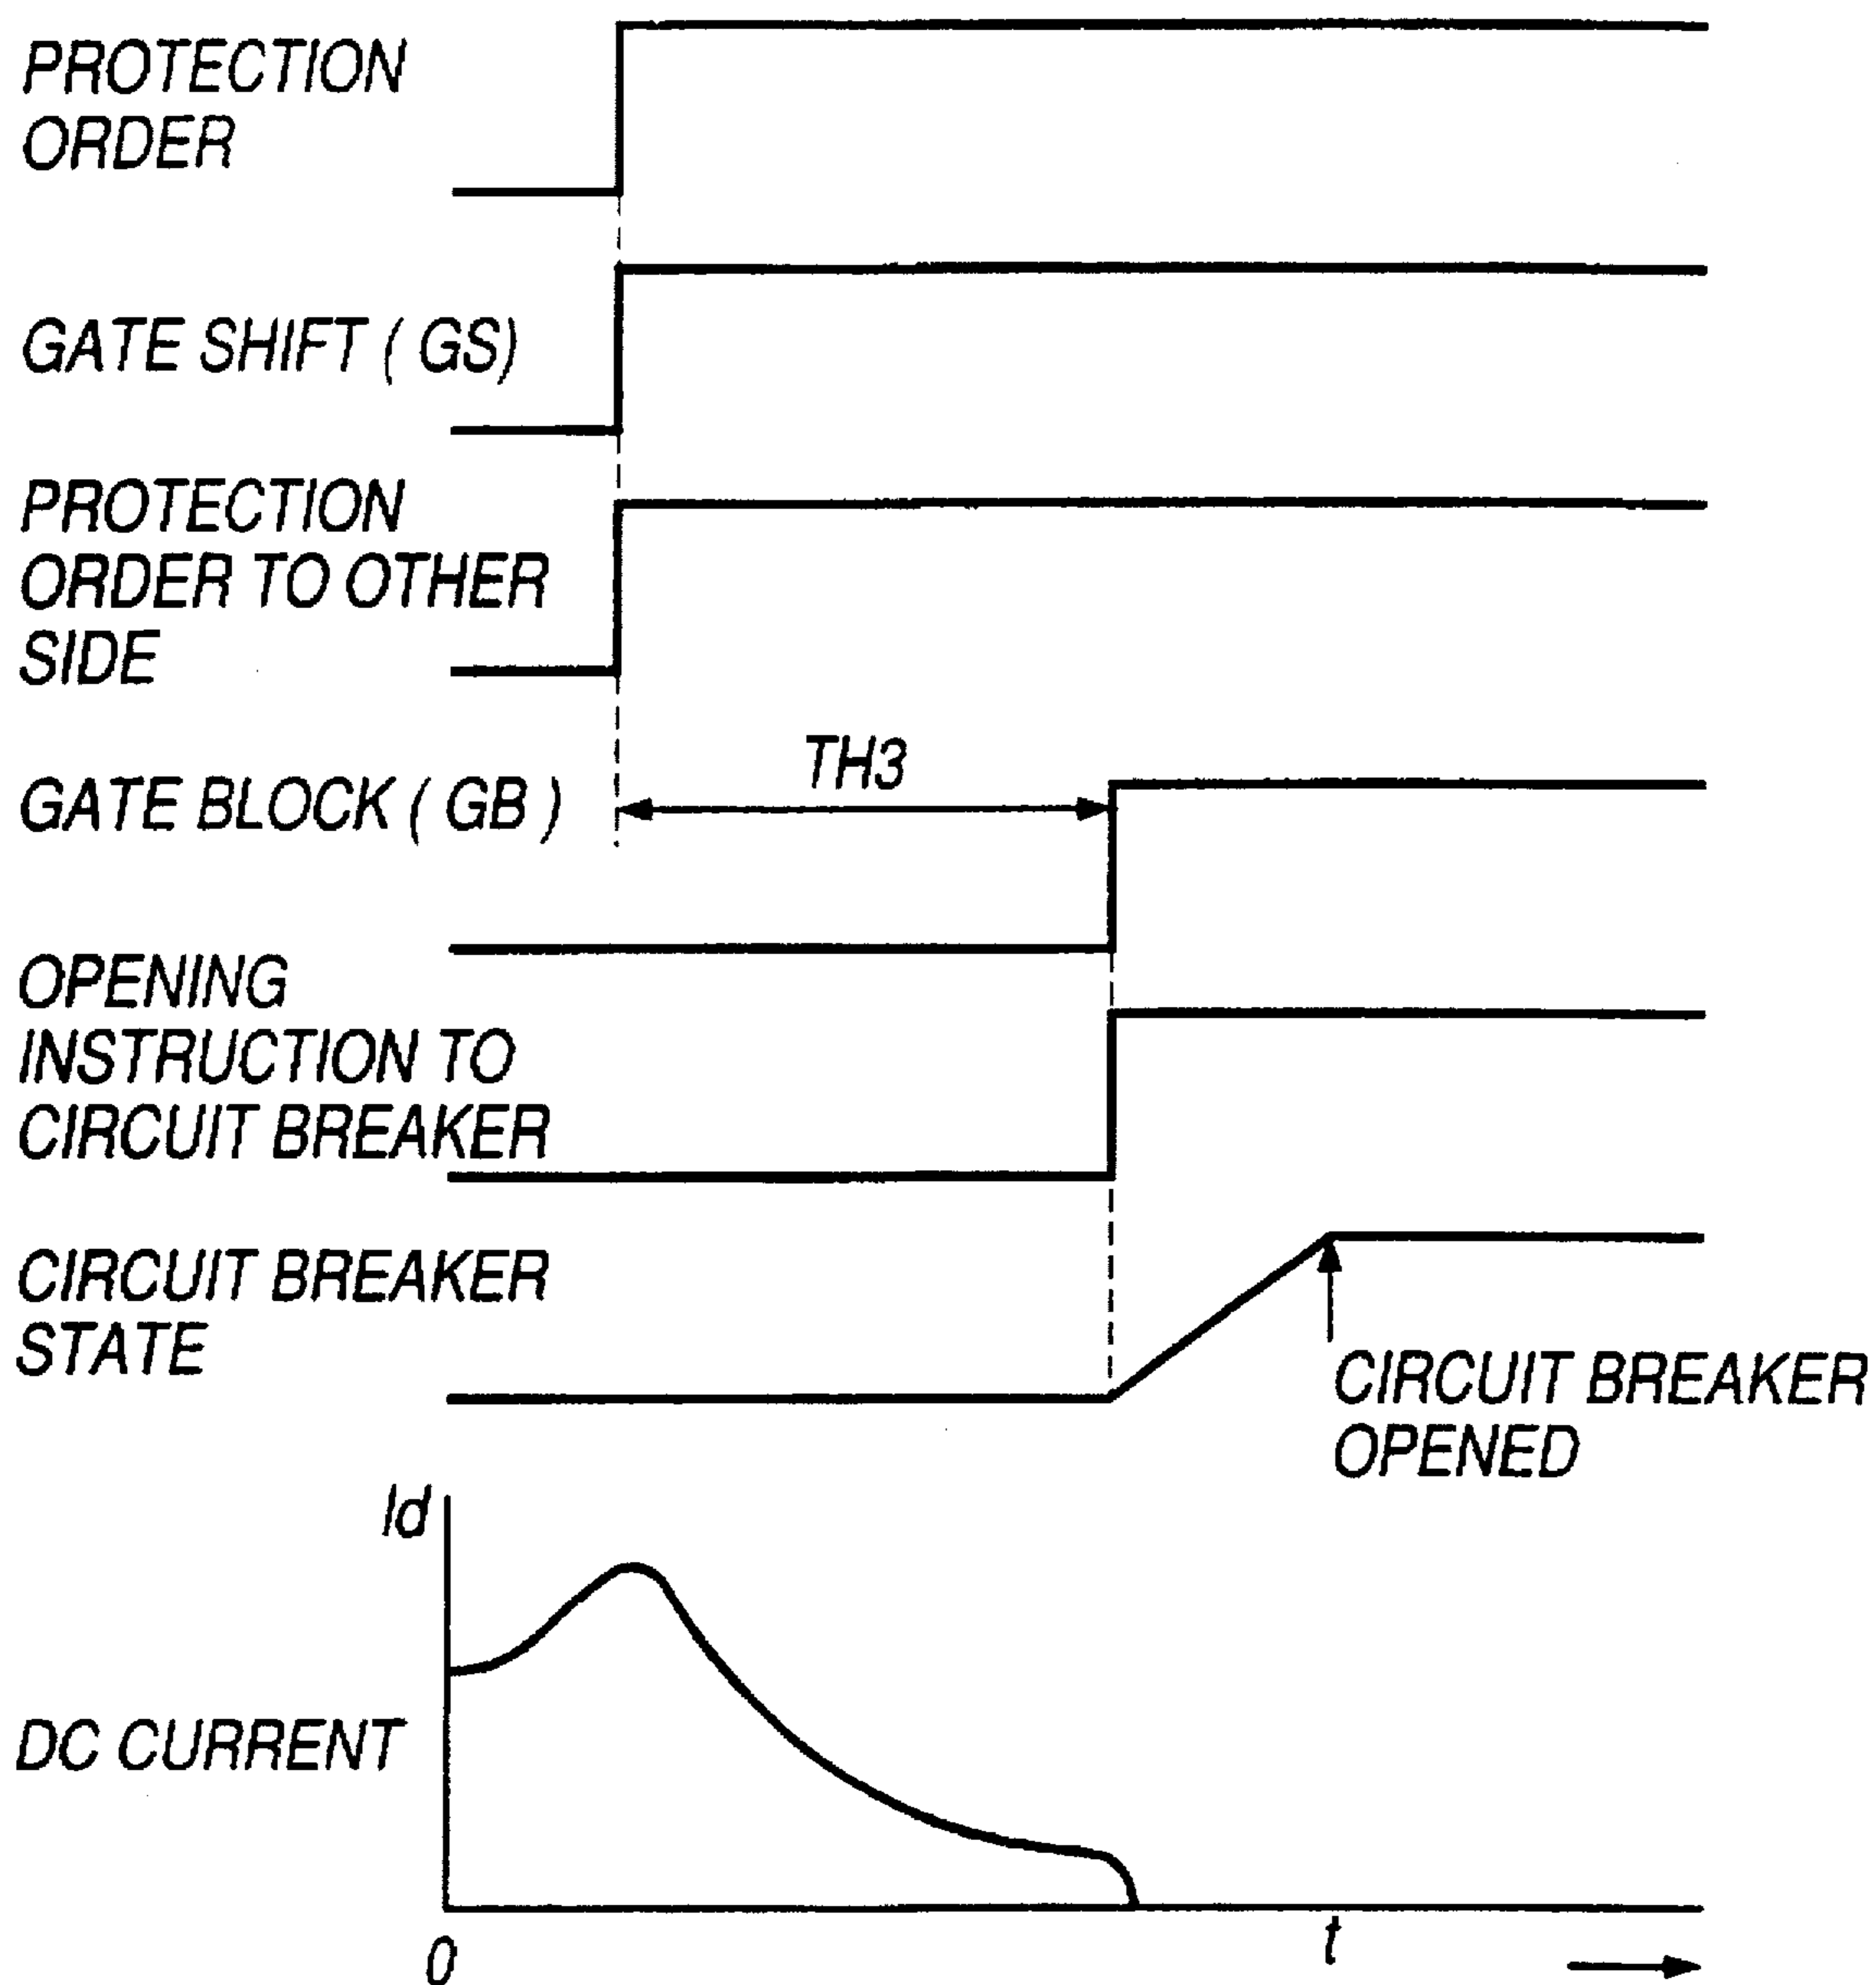 PROTECTION
ORDER
GATE SHIFT ( GS)
PROTECTION
ORDER TO OTHER
SIDE
TH3
GATE BLOCK ( GB )
OPENING
INSTRUCTION TO
CIRCUIT BREAKER
CIRCUIT BREAKER
STATE
CIRCUIT BREAKER
OPENED
Id
DC CURRENT
0
t